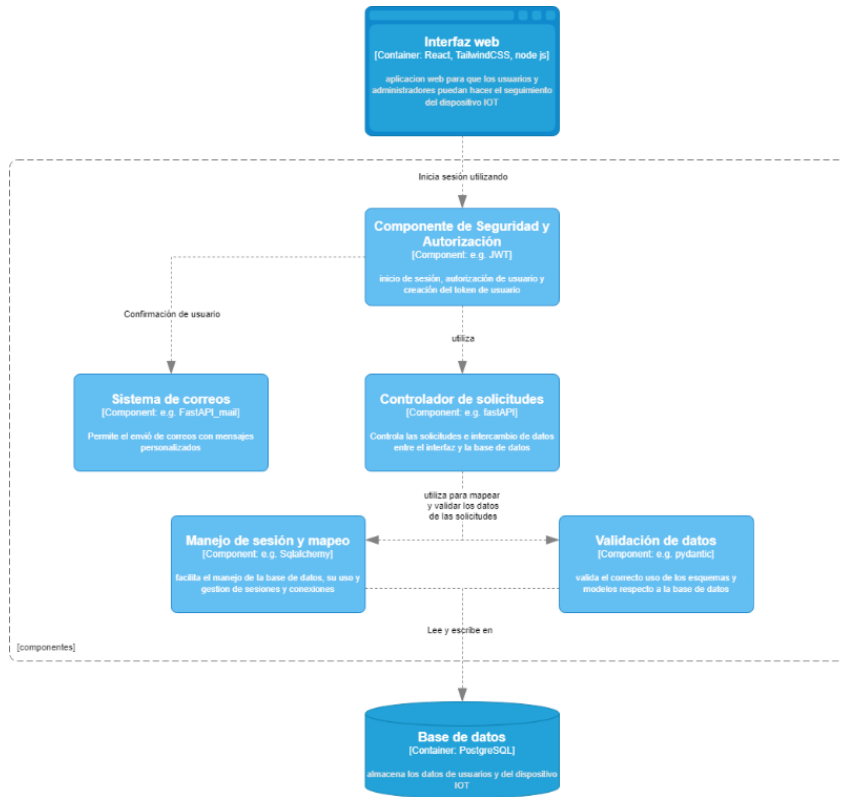 Interfaz web
[Container: React, TailwindCSS, node js]
aplicacion web para que los usuarios y
administradores puedan hacer el seguimiento
del dispositivo IOT
Inicia sesión utilizando
Componente de Seguridad y
Autorización
[Component: e.g. JWT]
inicio de sesión, autorización de usuario y
creación del token de usuario
Confirmación de usuario
utiliza
Sistema de correos
[Component: e.g. FastAPI_mail]
Permite el envió de correos con mensajes
personalizados
Controlador de solicitudes
[Component: e.g. fastAPI]
Controla las solicitudes e intercambio de datos
entre el interfaz y la base de datos
utiliza para mapear
y validar los datos
de las solicitudes
Manejo de sesión y mapeo
[Component: e.g. Sqlalchomy]
facilita el manejo de la base de datos, su uso y
gestion de sesiones y conexiones
Validación de datos
[Component: e.g. pydantic]
valida el correcto uso de los esquemas y
modelos respecto a la base de datos
Lee y escribe en
[componentes]
Base de datos
[Container: PostgreSQL]
almacena los datos de usuarios y del dispositivo
IOT